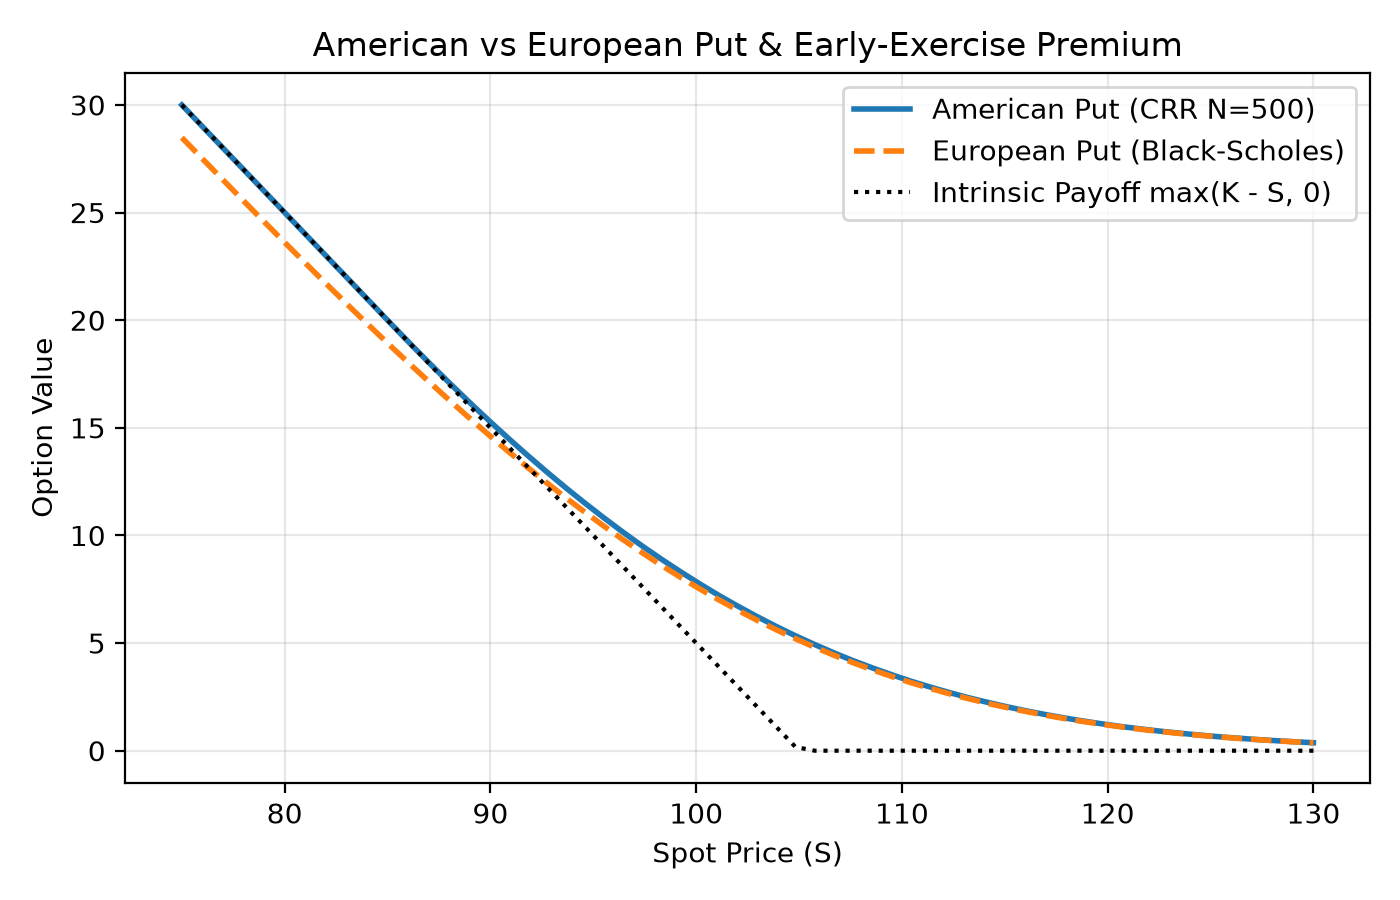 American vs European Put & Early-Exercise Premium
American Put (CRR N=500)
European Put (Black-Scholes)
Intrinsic Payoff max(K - S, 0)
Option Value
30
25
20
15
10
5
0
80
90
100
110
120
130
Spot Price (S)